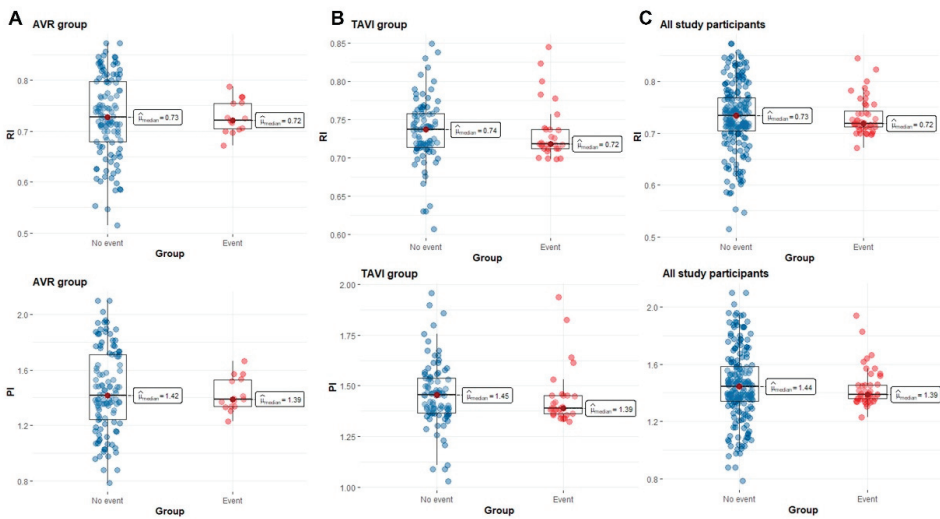 A
AVR group
RI
0.8
0.7
0.6
0.5
μ̂median = 0.73
μ̂median = 0.72
No event
Event
Group
B
TAVI group
RI
0.85
0.80
0.75
0.70
0.65
0.60
μ̂median = 0.74
μ̂median = 0.72
No event
Event
Group
C
All study participants
RI
0.8
0.7
0.6
0.5
μ̂median = 0.73
μ̂median = 0.72
No event
Event
Group
AVR group
PI
2.0
1.6
1.2
0.8
μ̂median = 1.42
μ̂median = 1.39
No event
Event
Group
TAVI group
PI
2.00
1.75
1.50
1.25
1.00
μ̂median = 1.45
μ̂median = 1.39
No event
Event
Group
All study participants
PI
2.0
1.6
1.2
0.8
μ̂median = 1.44
μ̂median = 1.39
No event
Event
Group